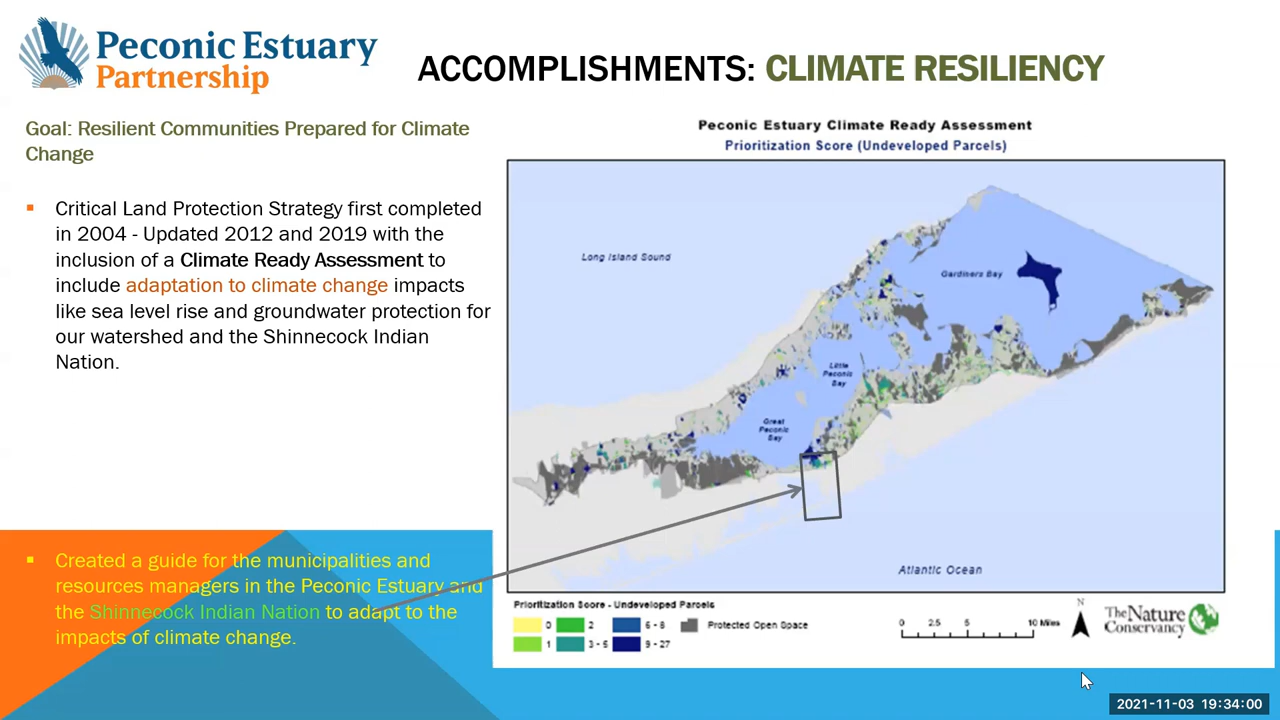 Peconic Estuary
Partnership
ACCOMPLISHMENTS: CLIMATE RESILIENCY
Goal: Resilient Communities Prepared for Climate
Change
Critical Land Protection Strategy first completed
in 2004 - Updated 2012 and 2019 with the
inclusion of a Climate Ready Assessment to
include adaptation to climate change impacts
like sea level rise and groundwater protection for
our watershed and the Shinnecock Indian
Nation.
Created a guide for the municipalities and
resources managers in the Peconic Estuary and
the Shinnecock Indian Nation to adapt to the
impacts of climate change.
Peconic Estuary Climate Ready Assessment
Prioritization Score (Undeveloped Parcels)
Long Island Sound
Gardiners Bay
Little
Peconic
Bay
Great
Peconic
Bay
Atlantic Ocean
Prioritization Score - Undeveloped Parcels
0 2 6 - 8 Protected Open Space
1 3 - 5 9 - 27
0 2.5 5 10 Miles
N
The Nature
Conservancy
2021-11-03 19:34:00